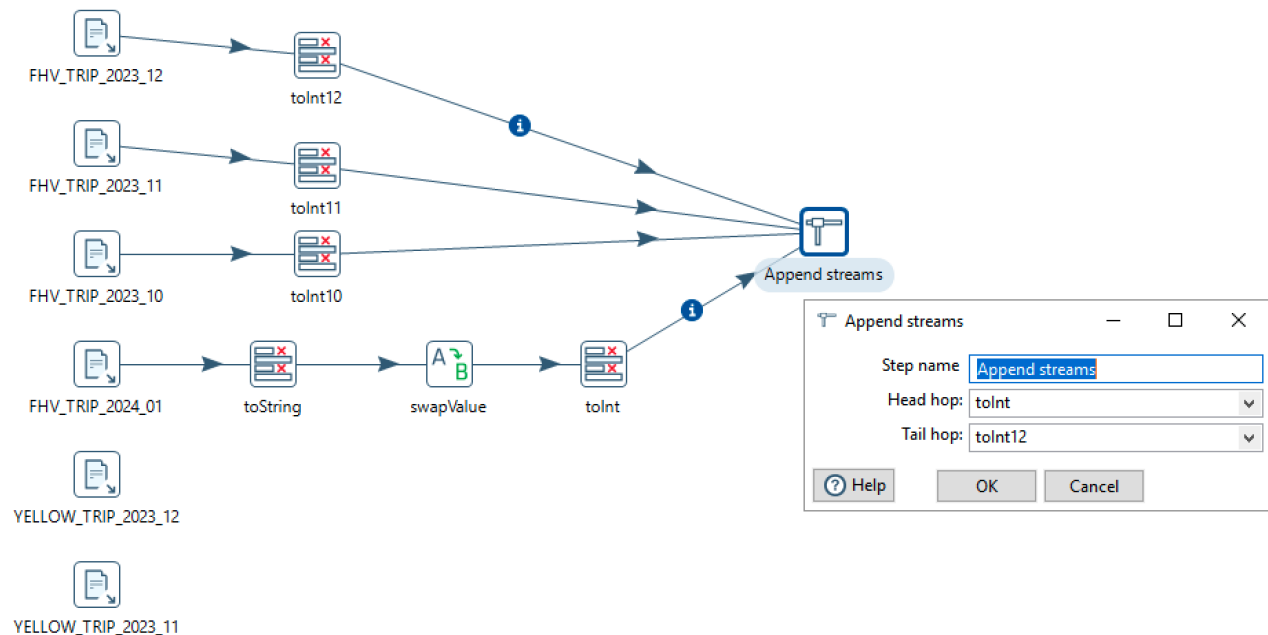 FHV_TRIP_2023_12
toInt12
FHV_TRIP_2023_11
toInt11
FHV_TRIP_2023_10
toInt10
Append streams
FHV_TRIP_2024_01
toString
A
B
swapValue
toInt
YELLOW_TRIP_2023_12
YELLOW_TRIP_2023_11
Append streams
Step name Append streams
Head hop: toInt
Tail hop: toInt12
? Help OK Cancel